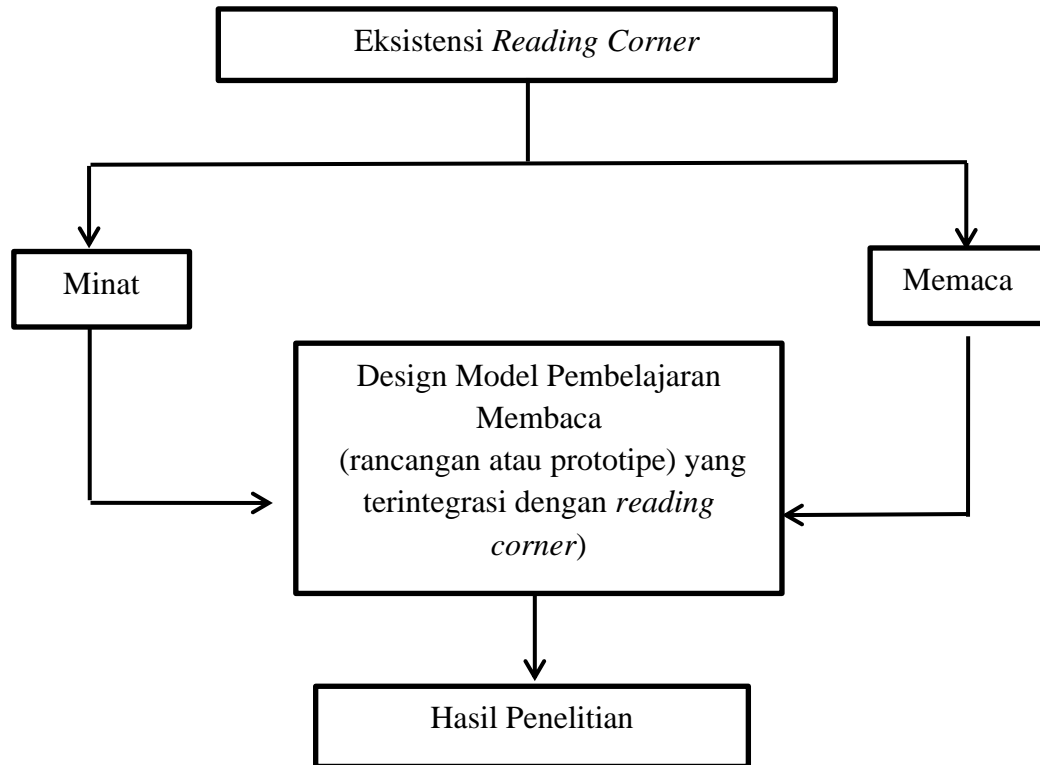 Eksistensi Reading Corner
Minat
Memaca
Design Model Pembelajaran
Membaca
(rancangan atau prototipe) yang
terintegrasi dengan reading
corner)
Hasil Penelitian